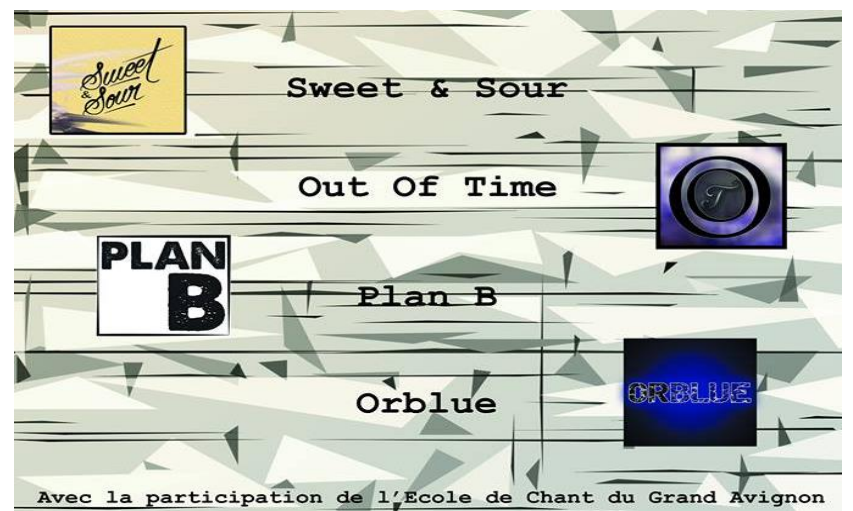 Sweet
& Sour
Sweet & Sour
Out Of Time
T
PLAN
B
Plan B
Orblue
ORBLUE
Avec la participation de l'Ecole de Chant du Grand Avignon